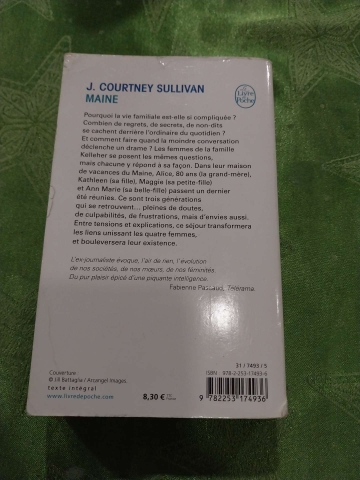 J. COURTNEY SULLIVAN
MAINE
Le Livre
de Poche
Pourquoi la vie familiale est-elle si compliquée ?
Combien de regrets, de secrets, de non-dits
se cachent derrière l'ordinaire du quotidien ?
Et comment faire quand la moindre conversation
déclenche un drame ? Les femmes de la famille
Kelleher se posent les mêmes questions,
mais chacune y répond à sa façon. Dans leur maison
de vacances du Maine, Alice, 80 ans (la grand-mère),
Kathleen (sa fille), Maggie (sa petite-fille)
et Ann Marie (sa belle-fille) passent un dernier
été réunies. Ce sont trois générations
qui se retrouvent... pleines de doutes,
de culpabilités, de frustrations, mais d'envies aussi.
Entre tensions et explications, ce séjour transformera
les liens unissant les quatre femmes,
et bouleversera leur existence.
L'ex-journaliste évoque, l'air de rien, l'évolution
de nos sociétés, de nos mœurs, de nos féminités.
Du pur plaisir épicé d'une piquante intelligence.
Fabienne Pascaud, Télérama.
Couverture :
© Jill Battaglia / Arcangel Images.
texte intégral
www.livredepoche.com
8,30 €
31 / 7493 / 5
ISBN : 978-2-253-17493-6
9 782253 174936